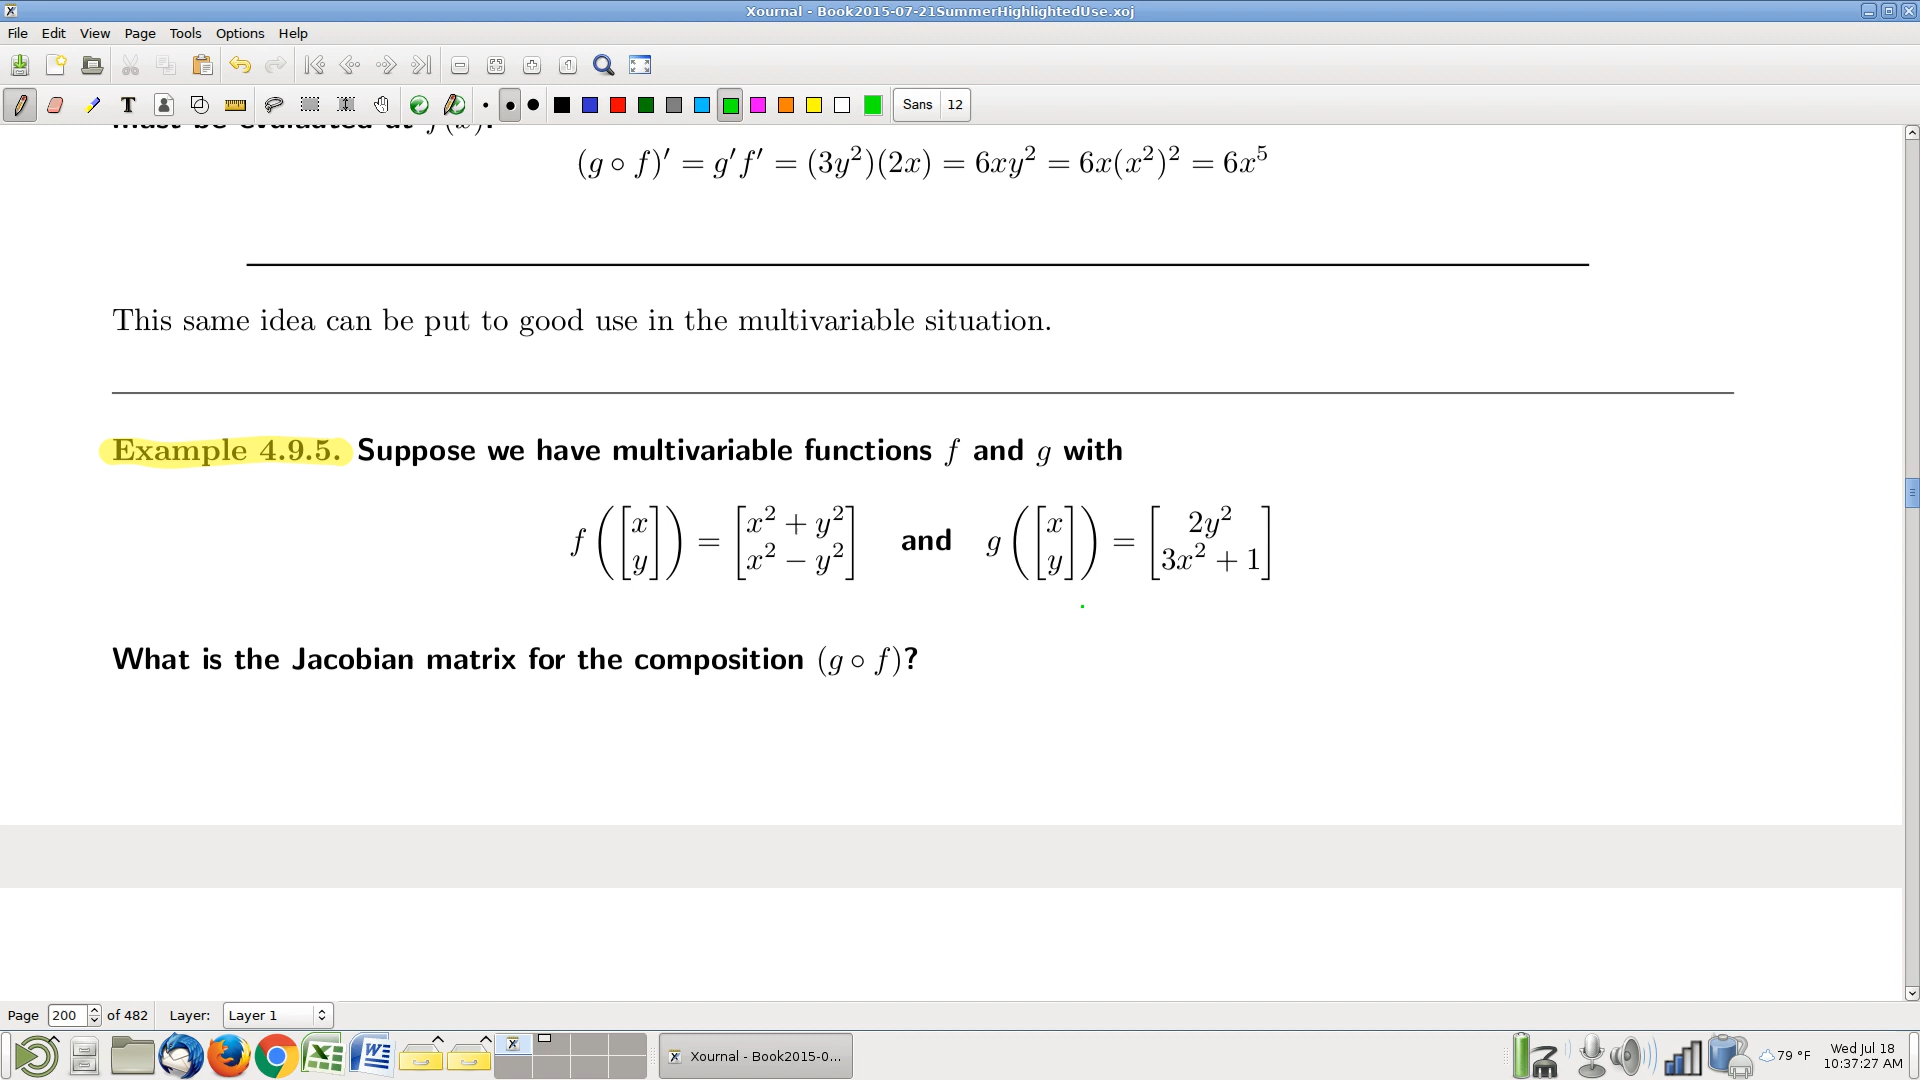 Xournal - Book2015-07-21SummerHighlightedUse.xoj
File Edit View Page Tools Options Help
Sans 12
must be evaluated at f(x).
(g ∘ f)′ = g′f′ = (3y²)(2x) = 6xy² = 6x(x²)² = 6x⁵
This same idea can be put to good use in the multivariable situation.
Example 4.9.5. Suppose we have multivariable functions f and g with
f([x y]) = [x² + y² x² − y²] and g([x y]) = [2y² 3x² + 1]
What is the Jacobian matrix for the composition (g ∘ f)?
Page 200 of 482 Layer: Layer 1
Xournal - Book2015-0...
79 °F
Wed Jul 18
10:37:27 AM